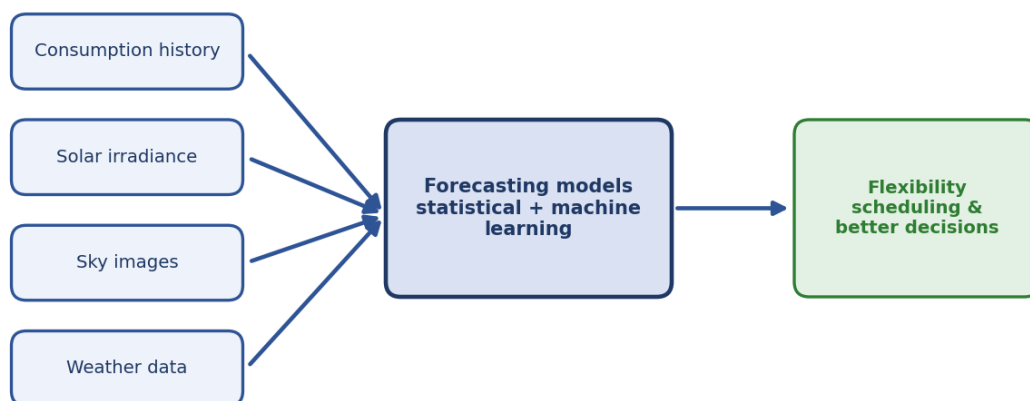 Consumption history
Solar irradiance
Sky images
Weather data
Forecasting models
statistical + machine
learning
Flexibility
scheduling &
better decisions